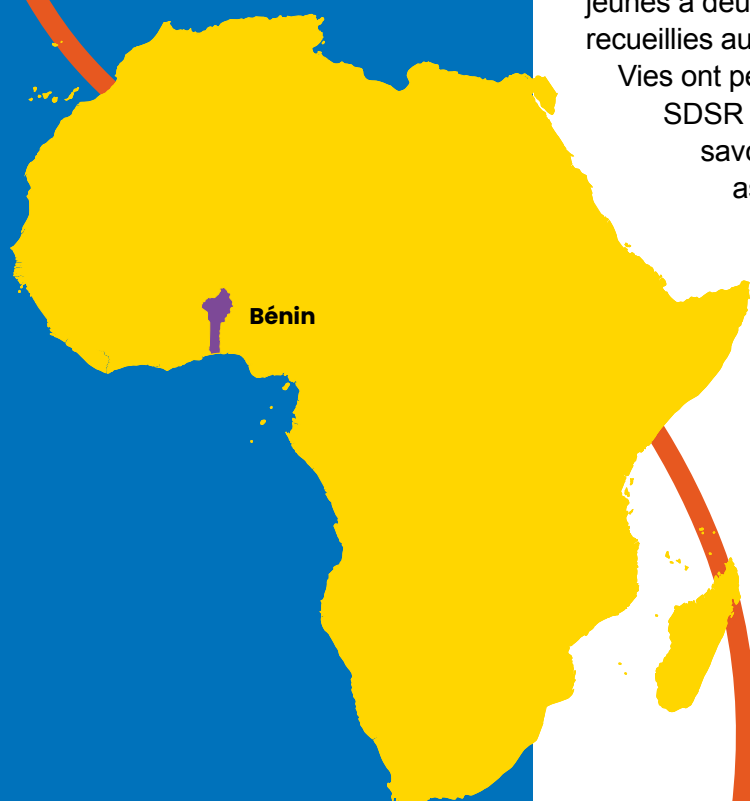 jeunes à deu
recueillies au
Vies ont pe
SDSR
savo
as
Bénin